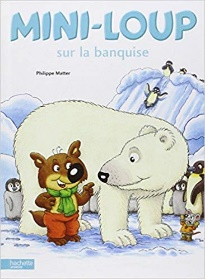 MINI-LOUP
sur la banquise
Philippe Matter
hachette